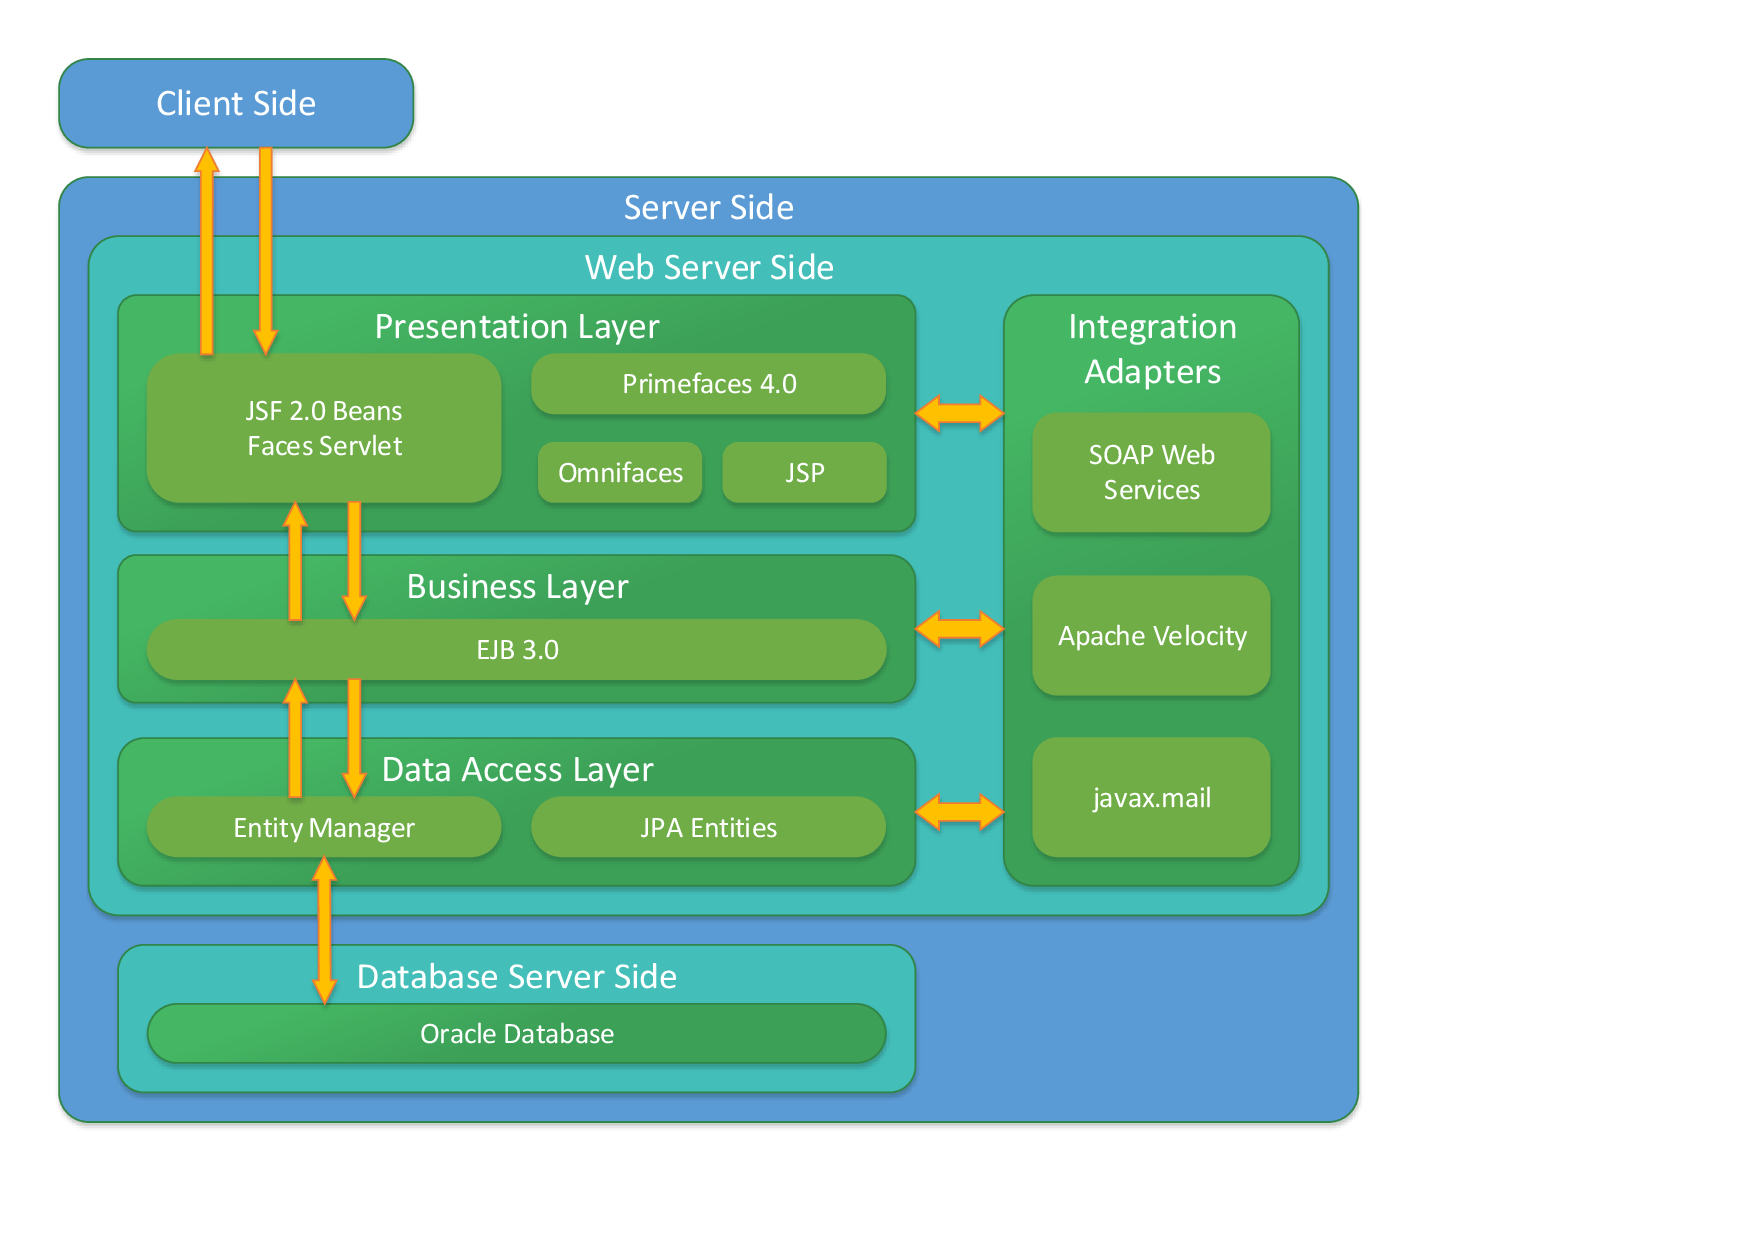 Client Side
Server Side
Web Server Side
Presentation Layer
JSF 2.0 Beans
Faces Servlet
Primefaces 4.0
Omnifaces
JSP
Business Layer
EJB 3.0
Data Access Layer
Entity Manager
JPA Entities
Integration
Adapters
SOAP Web
Services
Apache Velocity
javax.mail
Database Server Side
Oracle Database